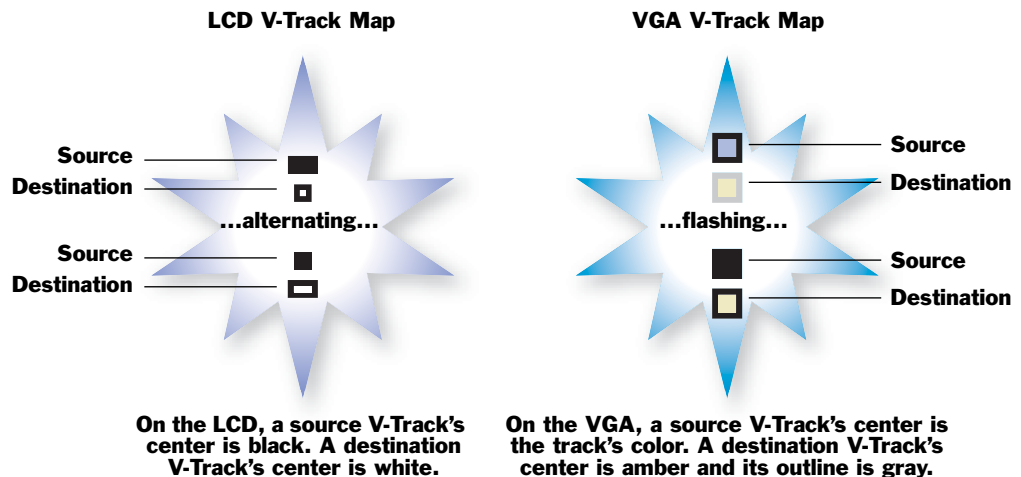 LCD V-Track Map
Source
Destination
...alternating...
Source
Destination
On the LCD, a source V-Track's
center is black. A destination
V-Track's center is white.
VGA V-Track Map
Source
Destination
...flashing...
Source
Destination
On the VGA, a source V-Track's center is
the track's color. A destination V-Track's
center is amber and its outline is gray.